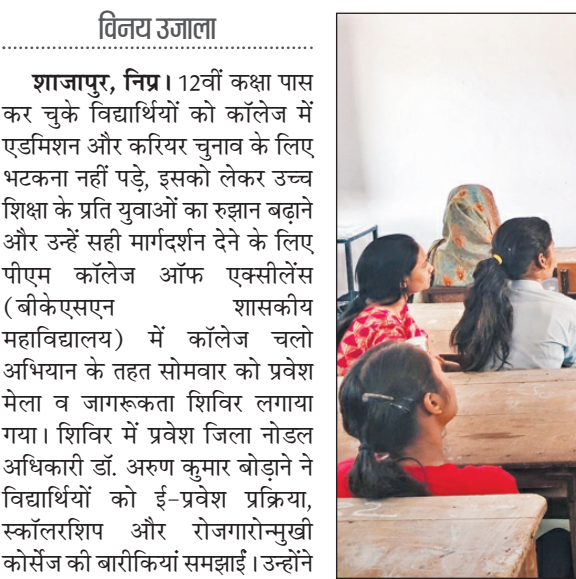 विनय उजाला
शाजापुर, निप्र। 12वीं कक्षा पास
कर चुके विद्यार्थियों को कॉलेज में
एडमिशन और करियर चुनाव के लिए
भटकना नहीं पड़े, इसको लेकर उच्च
शिक्षा के प्रति युवाओं का रुझान बढ़ाने
और उन्हें सही मार्गदर्शन देने के लिए
पीएम कॉलेज ऑफ एक्सीलेंस
(बीकेएसएन शासकीय
महाविद्यालय) में कॉलेज चलो
अभियान के तहत सोमवार को प्रवेश
मेला व जागरूकता शिविर लगाया
गया। शिविर में प्रवेश जिला नोडल
अधिकारी डॉ. अरुण कुमार बोड़ाने ने
विद्यार्थियों को ई-प्रवेश प्रक्रिया,
स्कॉलरशिप और रोजगारोन्मुखी
कोर्सेज की बारीकियां समझाईं। उन्होंने